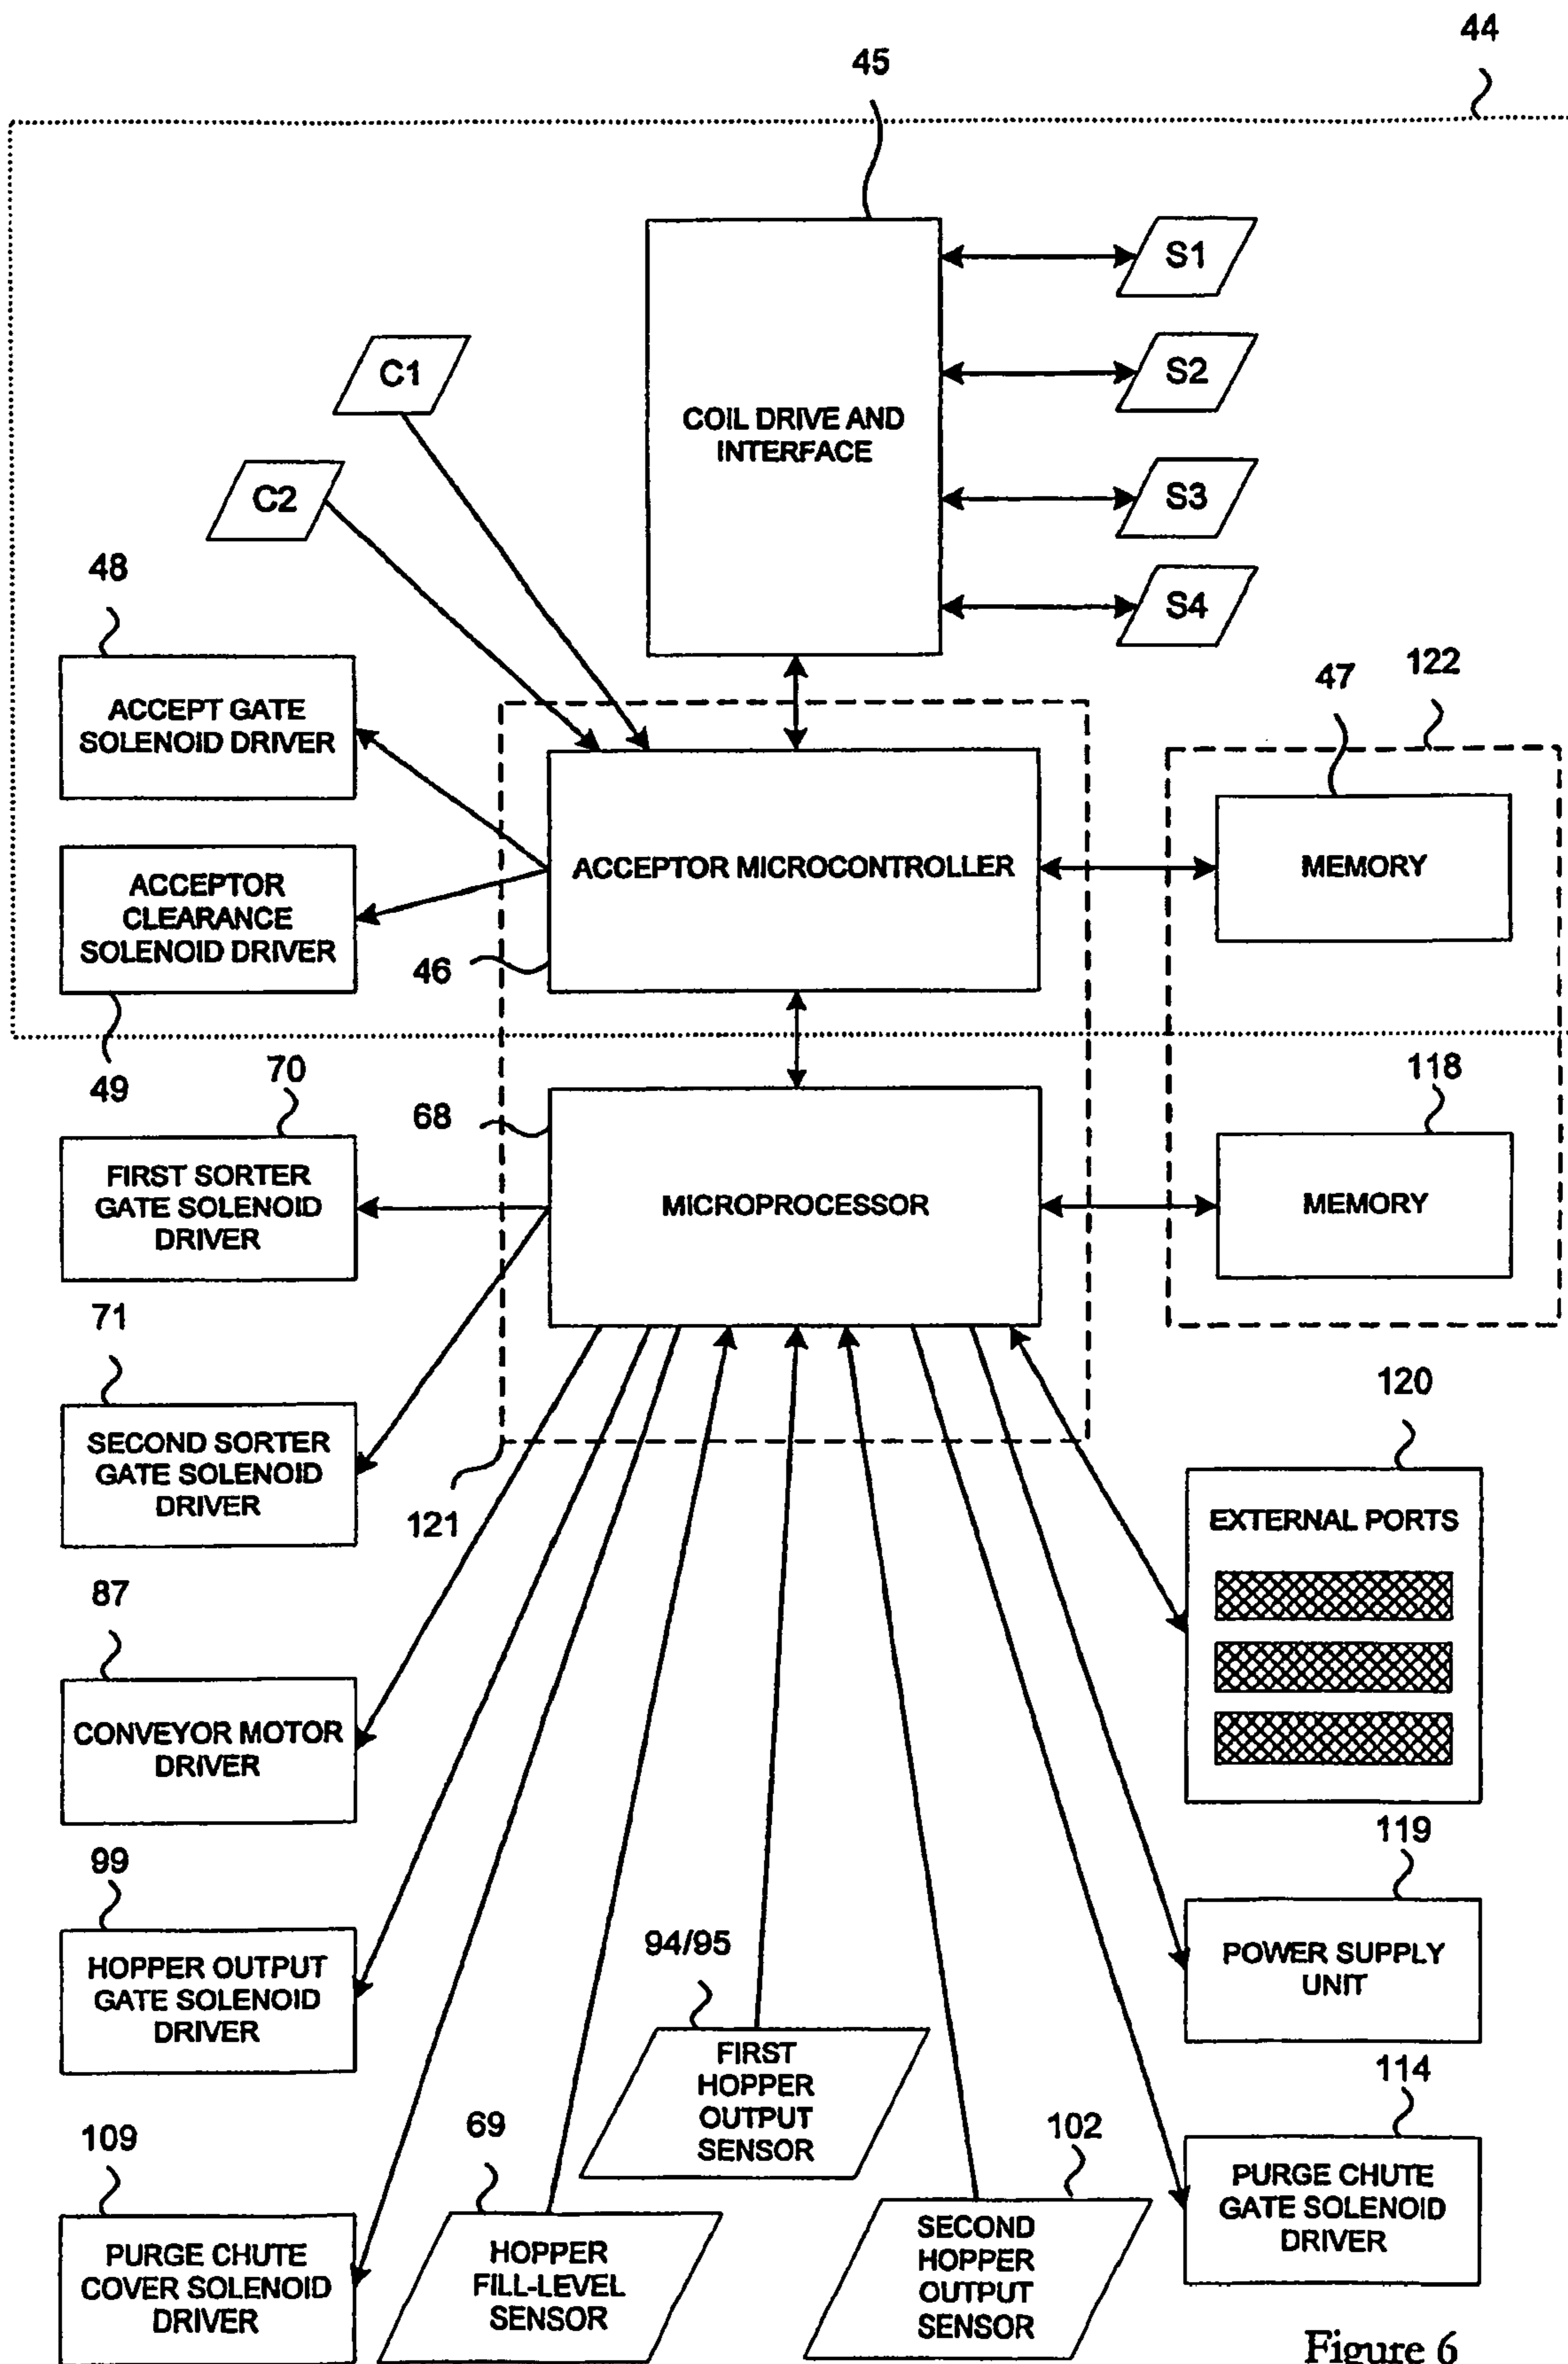 44
45
S1
C1
S2
COIL DRIVE AND
INTERFACE
C2
S3
48
S4
47
122
ACCEPT GATE
SOLENOID DRIVER
ACCEPTOR MICROCONTROLLER
MEMORY
ACCEPTOR
CLEARANCE
SOLENOID DRIVER
46
49
70
118
68
FIRST SORTER
GATE SOLENOID
DRIVER
MICROPROCESSOR
MEMORY
71
120
SECOND SORTER
GATE SOLENOID
DRIVER
121
EXTERNAL PORTS
87
CONVEYOR MOTOR
DRIVER
119
99
94/95
HOPPER OUTPUT
GATE SOLENOID
DRIVER
POWER SUPPLY
UNIT
FIRST
HOPPER
OUTPUT
SENSOR
114
109
69
102
PURGE CHUTE
GATE SOLENOID
DRIVER
PURGE CHUTE
COVER SOLENOID
DRIVER
HOPPER
FILL-LEVEL
SENSOR
SECOND
HOPPER
OUTPUT
SENSOR
Figure 6